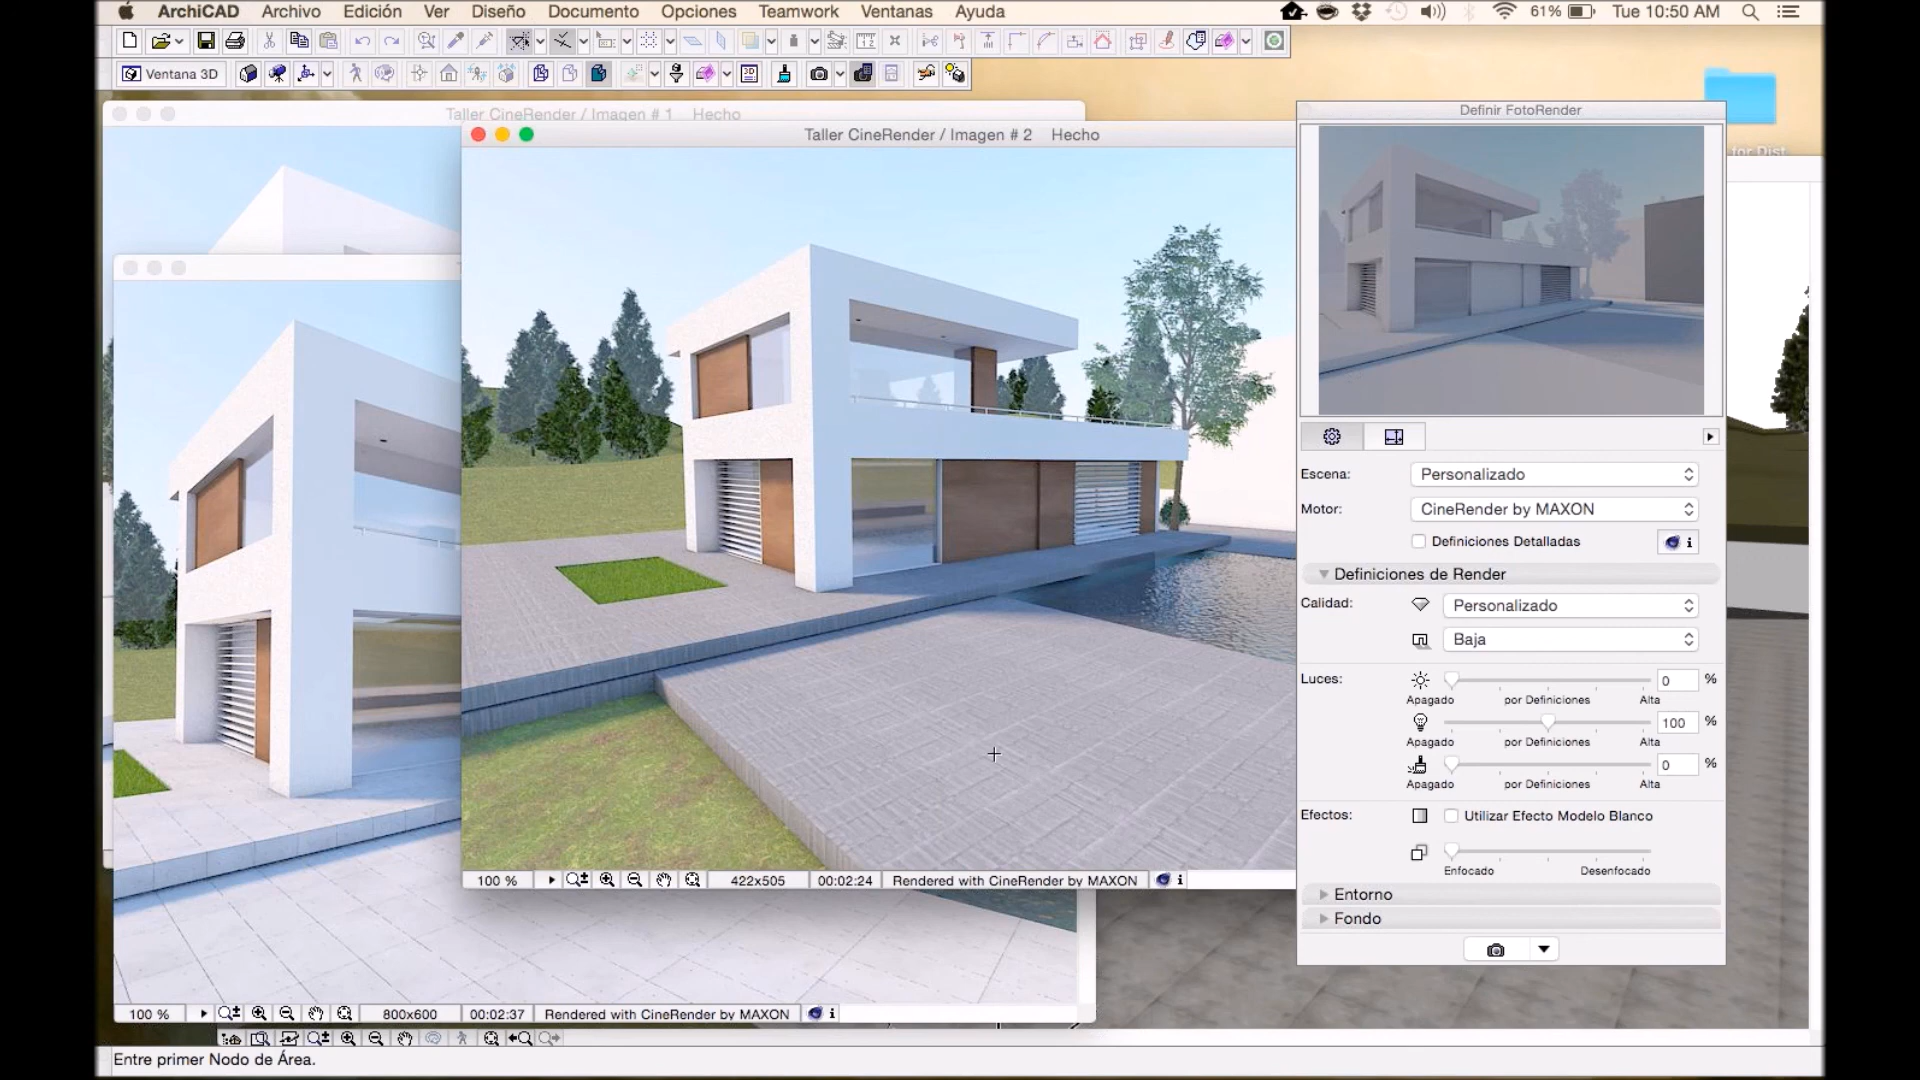 ArchiCAD Archivo Edición Ver Diseño Documento Opciones Teamwork Ventanas Ayuda 61% Tue 10:50 AM
Ventana 3D
for Dist
Taller CineRender / Imagen # 1 Hecho
Taller CineRender / Imagen # 2 Hecho
100 % 422x505 00:02:24 Rendered with CineRender by MAXON i
100 % 800x600 00:02:37 Rendered with CineRender by MAXON i
Entre primer Nodo de Área.
Definir FotoRender
Escena: Personalizado
Motor: CineRender by MAXON
Definiciones Detalladas i
Definiciones de Render
Calidad: Personalizado
Baja
Luces: 0 %
Apagado por Definiciones Alta
100 %
Apagado por Definiciones Alta
0 %
Apagado por Definiciones Alta
Efectos: Utilizar Efecto Modelo Blanco
Enfocado Desenfocado
Entorno
Fondo